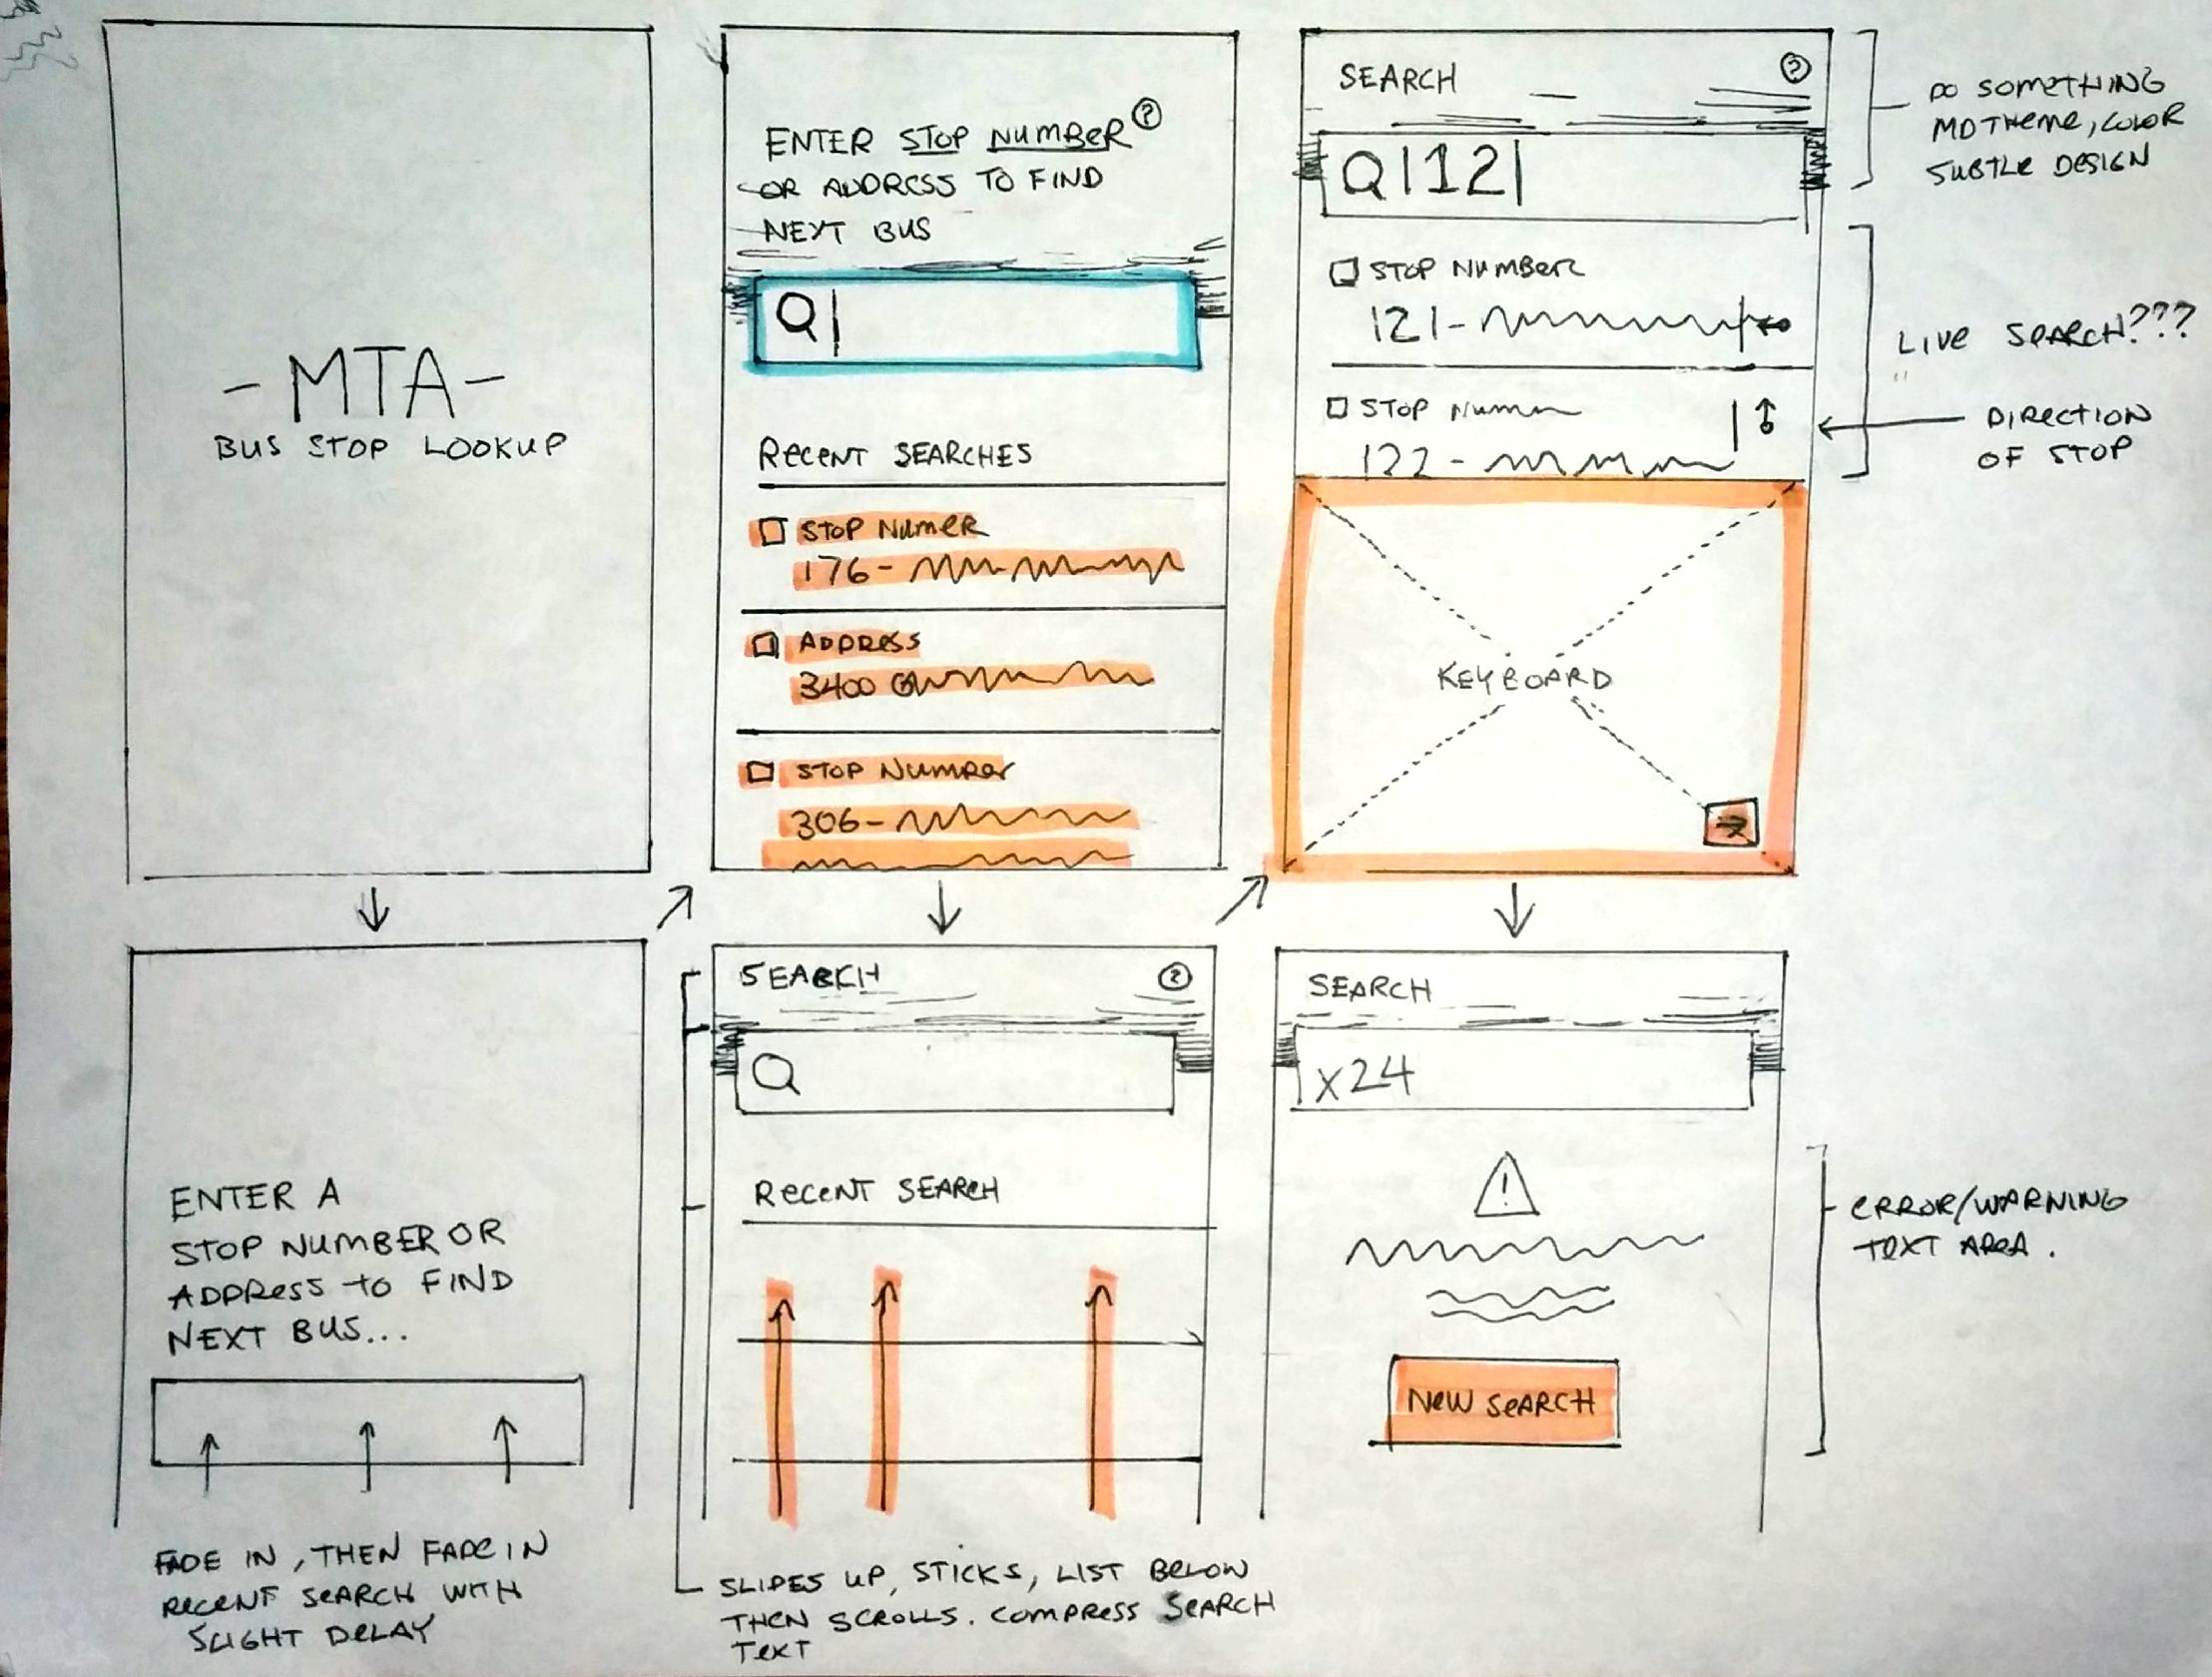 - MTA -
BUS STOP LOOKUP
ENTER A
STOP NUMBER OR
ADDRESS TO FIND
NEXT BUS...
FADE IN, THEN FADE IN
RECENT SEARCH WITH
SLIGHT DELAY
ENTER STOP NUMBER ?
OR ADDRESS TO FIND
NEXT BUS
RECENT SEARCHES
STOP NUMER
176-
ADDRESS
3400
STOP NUMBER
306-
SEARCH ?
RECENT SEARCH
SLIDES UP, STICKS, LIST BELOW
THEN SCROLLS. COMPRESS SEARCH
TEXT
SEARCH ?
121
STOP NUMBER
121-
STOP
122-
KEYBOARD
DO SOMETHING
MD THEME, COLOR
SUBTLE DESIGN
LIVE SEARCH???
DIRECTION
OF STOP
SEARCH
X24
!
NEW SEARCH
ERROR/WARNING
TEXT AREA.